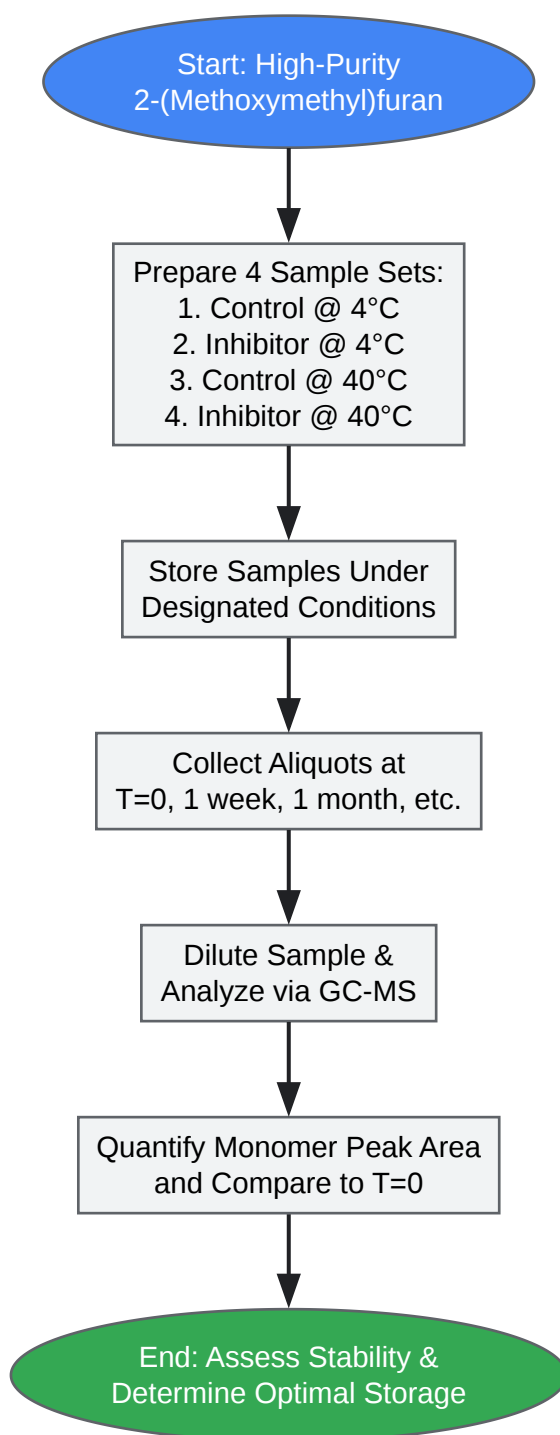 Start: High-Purity
2-(Methoxymethyl)furan
Prepare 4 Sample Sets:
1. Control @ 4°C
2. Inhibitor @ 4°C
3. Control @ 40°C
4. Inhibitor @ 40°C
Store Samples Under
Designated Conditions
Collect Aliquots at
T=0, 1 week, 1 month, etc.
Dilute Sample &
Analyze via GC-MS
Quantify Monomer Peak Area
and Compare to T=0
End: Assess Stability &
Determine Optimal Storage